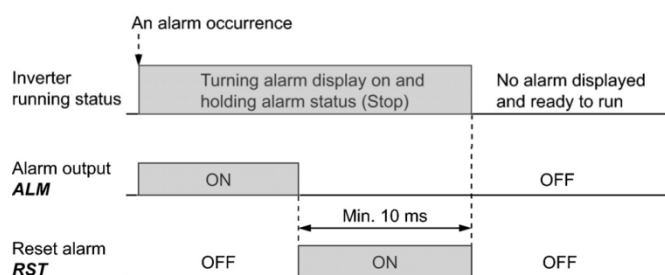 An alarm occurrence
Inverter
running status
Turning alarm display on and
holding alarm status (Stop)
No alarm displayed
and ready to run
Alarm output
ALM
ON
OFF
Min. 10 ms
Reset alarm
RST
OFF
ON
OFF